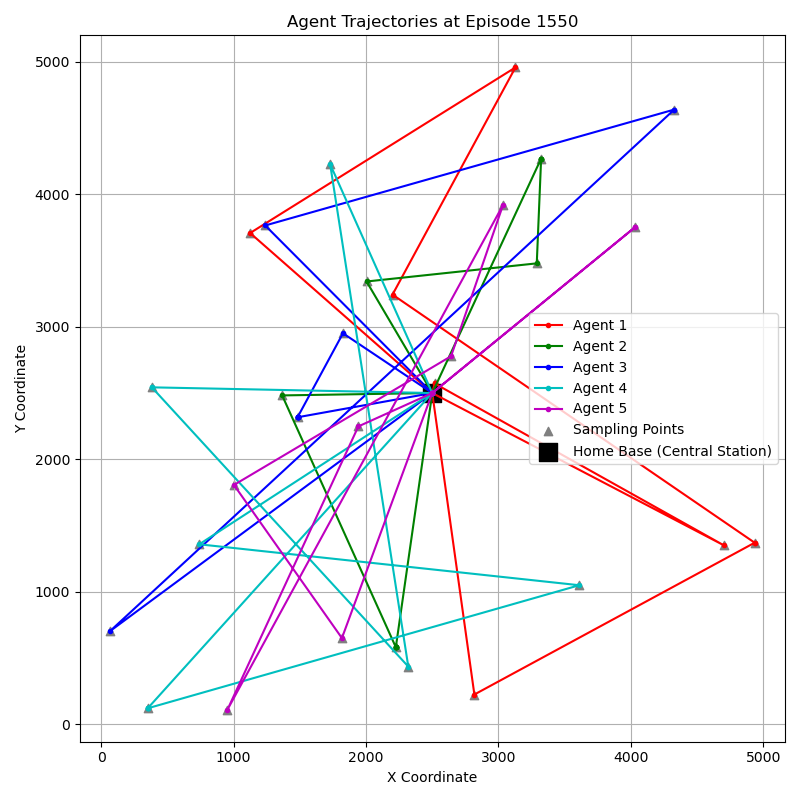 Agent Trajectories at Episode 1550
Y Coordinate
5000
4000
3000
2000
1000
0
Agent 1
Agent 2
Agent 3
Agent 4
Agent 5
Sampling Points
Home Base (Central Station)
0 1000 2000 3000 4000 5000
X Coordinate